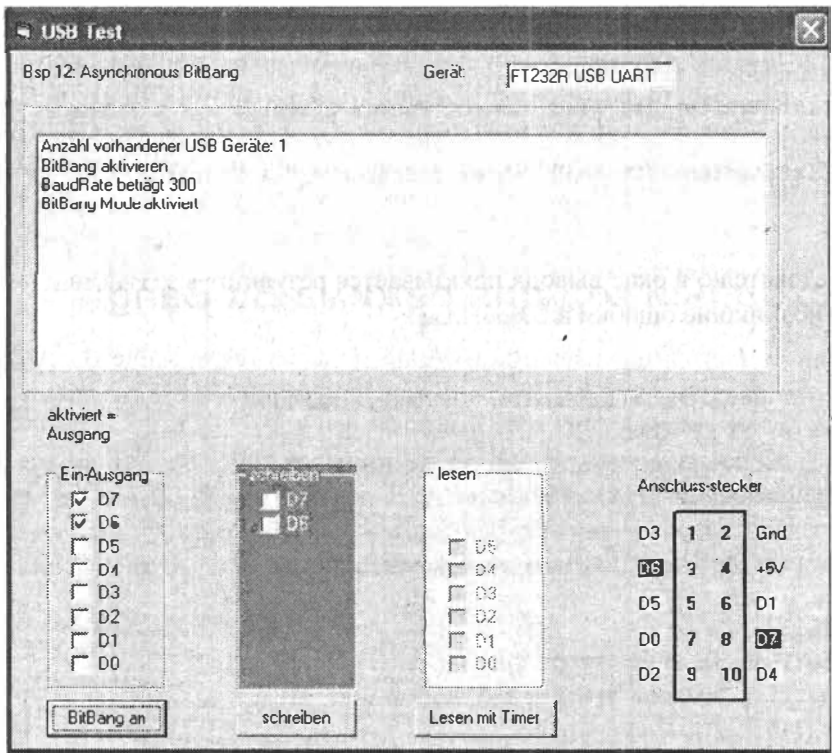 USB Test
Bsp 12: Asynchronous BitBang
Gerät:
FT232R USB UART
Anzahl vorhandener USB Geräte: 1
BitBang aktivieren
BaudRate beträgt 300
BitBang Mode aktiviert
aktiviert =
Ausgang
Ein-Ausgang
D7
D6
D5
D4
D3
D2
D1
D0
BitBang an
schreiben
D7
D6
schreiben
lesen
D5
D4
D3
D2
D1
D0
Lesen mit Timer
Anschuss-stecker
D3 1 2 Gnd
D6 3 4 +5V
D5 5 6 D1
D0 7 8 D7
D2 9 10 D4